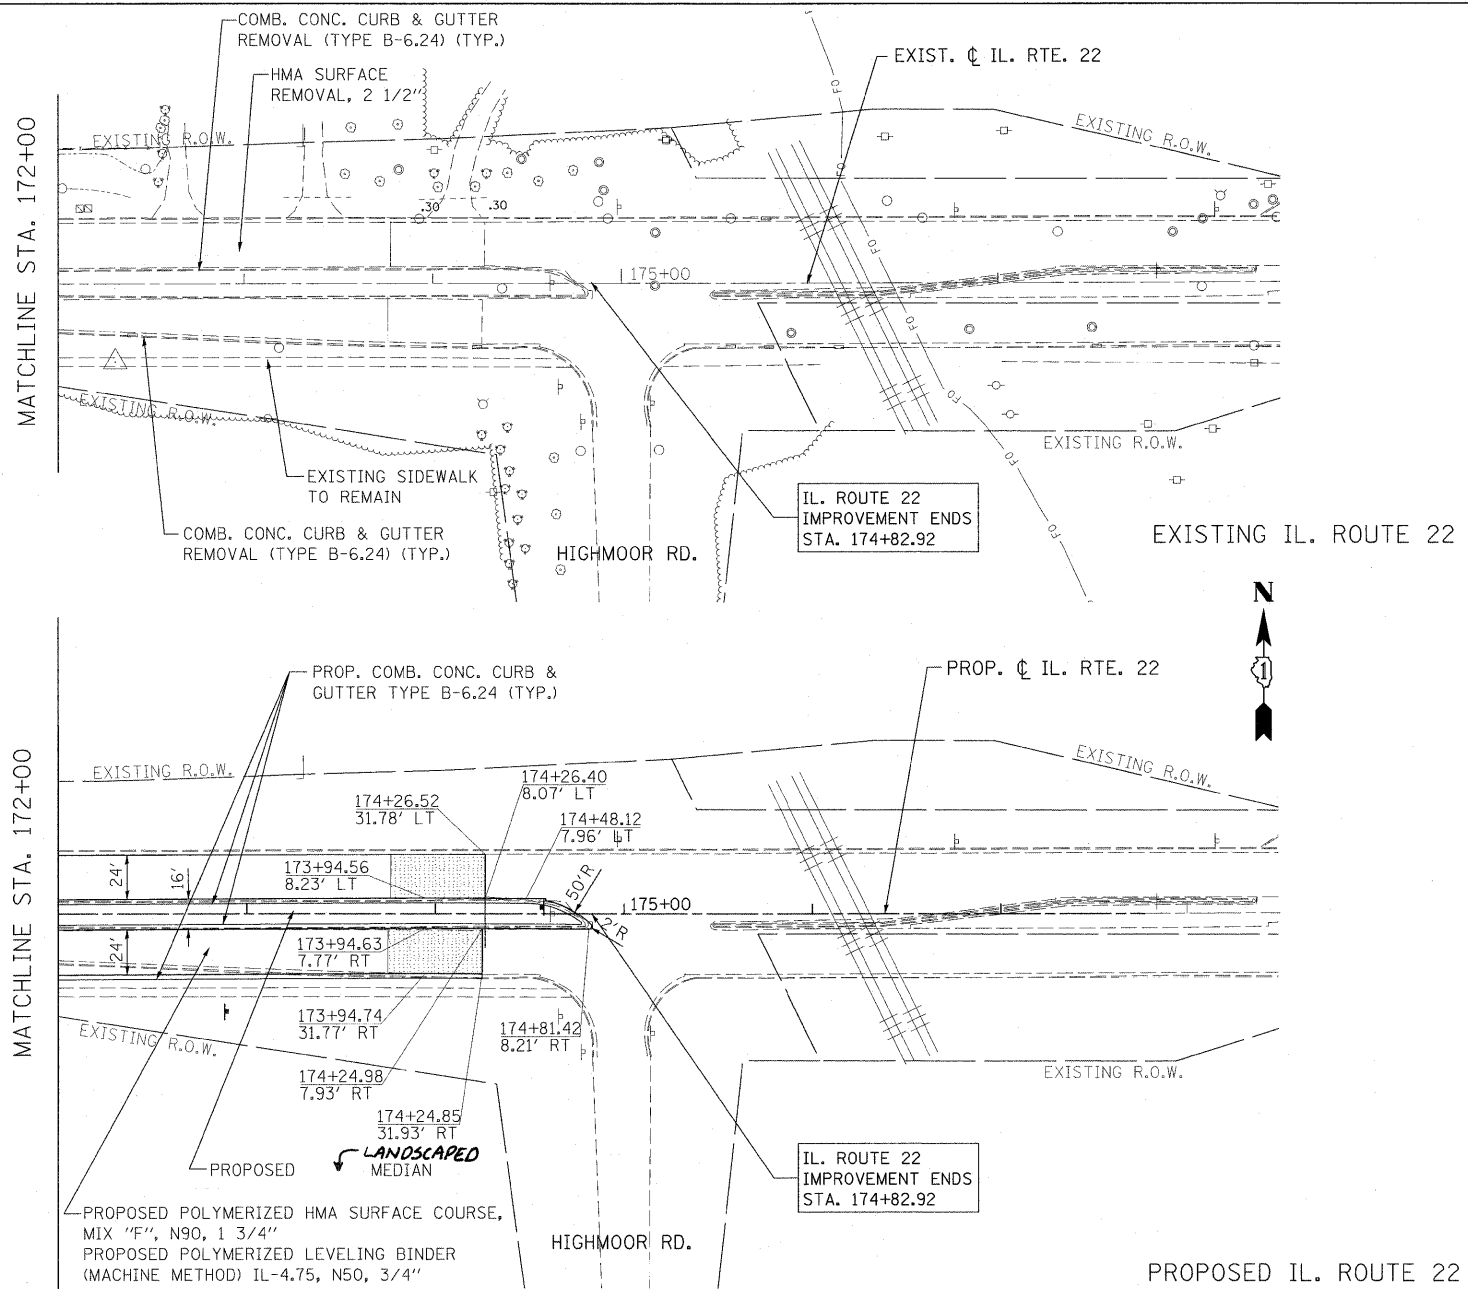 COMB. CONC. CURB & GUTTER
REMOVAL (TYPE B-6.24) (TYP.)
HMA SURFACE
REMOVAL, 2 1/2"
EXIST. ℄ IL. RTE. 22
FO
EXISTING R.O.W.
EXISTING R.O.W.
MATCHLINE STA. 172+00
FO
.30
.30
FO
175+00
FO
EXISTING R.O.W.
EXISTING R.O.W.
FO
EXISTING SIDEWALK
TO REMAIN
IL. ROUTE 22
IMPROVEMENT ENDS
STA. 174+82.92
FO
COMB. CONC. CURB & GUTTER
REMOVAL (TYPE B-6.24) (TYP.)
HIGHMOOR RD.
EXISTING IL. ROUTE 22
N
1
PROP. COMB. CONC. CURB &
GUTTER TYPE B-6.24 (TYP.)
PROP. ℄ IL. RTE. 22
MATCHLINE STA. 172+00
EXISTING R.O.W.
EXISTING R.O.W.
174+26.40
8.07' LT
174+26.52
31.78' LT
174+48.12
7.96' LT
24'
16'
173+94.56
8.23' LT
50'R
175+00
2'R
24'
173+94.63
7.77' RT
173+94.74
31.77' RT
174+81.42
8.21' RT
EXISTING R.O.W.
EXISTING R.O.W.
174+24.98
7.93' RT
174+24.85
31.93' RT
LANDSCAPED
PROPOSED MEDIAN
IL. ROUTE 22
IMPROVEMENT ENDS
STA. 174+82.92
PROPOSED POLYMERIZED HMA SURFACE COURSE,
MIX "F", N90, 1 3/4"
PROPOSED POLYMERIZED LEVELING BINDER
(MACHINE METHOD) IL-4.75, N50, 3/4"
HIGHMOOR RD.
PROPOSED IL. ROUTE 22